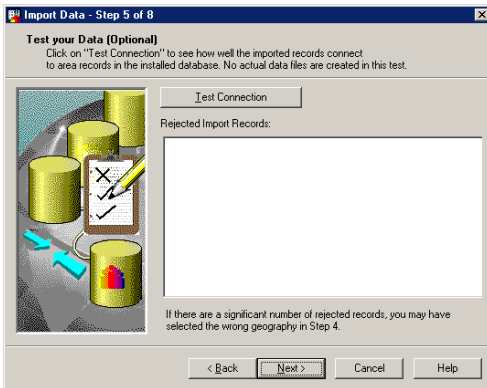 Import Data - Step 5 of 8
Test your Data (Optional)
Click on "Test Connection" to see how well the imported records connect
to area records in the installed database. No actual data files are created in this test.
Test Connection
Rejected Import Records:
If there are a significant number of rejected records, you may have
selected the wrong geography in Step 4.
< Back
Next >
Cancel
Help